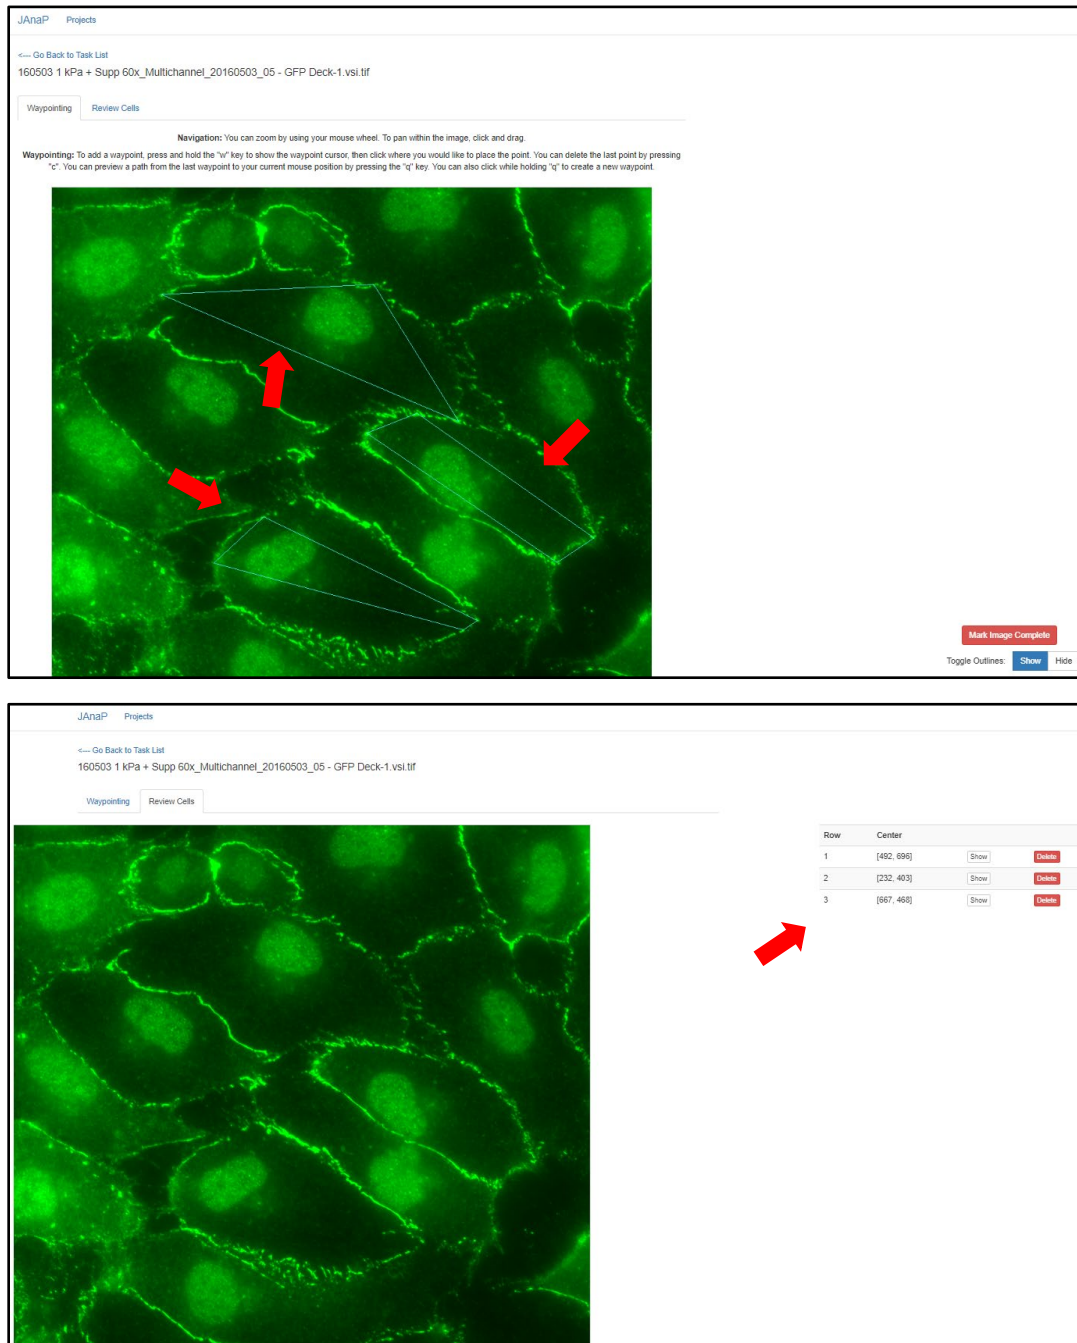 JAnaP Projects
<--- Go Back to Task List
160503 1 kPa + Supp 60x_Multichannel_20160503_05 - GFP Deck-1.vsi.tif
Waypointing Review Cells
Navigation: You can zoom by using your mouse wheel. To pan within the image, click and drag.
Waypointing: To add a waypoint, press and hold the "w" key to show the waypoint cursor, then click where you would like to place the point. You can delete the last point by pressing
"c". You can preview a path from the last waypoint to your current mouse position by pressing the "q" key. You can also click while holding "q" to create a new waypoint.
Mark Image Complete
Toggle Outlines: Show Hide
JAnaP Projects
<--- Go Back to Task List
160503 1 kPa + Supp 60x_Multichannel_20160503_05 - GFP Deck-1.vsi.tif
Waypointing Review Cells
Row Center
1 [492, 696] Show Delete
2 [232, 403] Show Delete
3 [667, 468] Show Delete